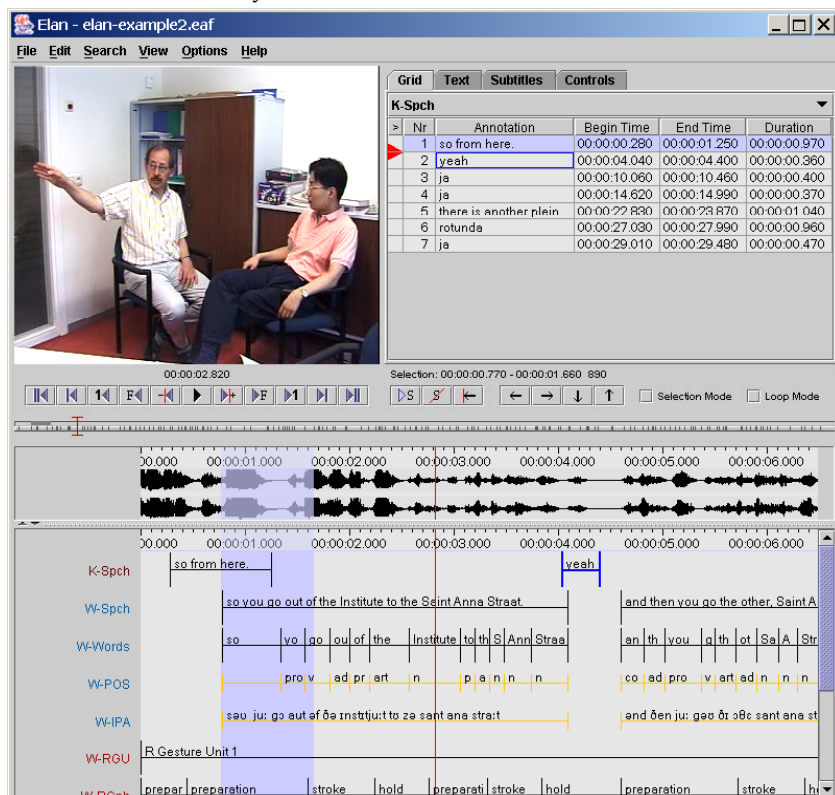 Elan - elan-example2.eaf
File Edit Search View Options Help
Grid Text Subtitles Controls
K-Spch
> Nr Annotation Begin Time End Time Duration
1 so from here. 00:00:00.280 00:00:01.250 00:00:00.970
2 yeah 00:00:04.040 00:00:04.400 00:00:00.360
3 ja 00:00:10.060 00:00:10.460 00:00:00.400
4 ja 00:00:14.620 00:00:14.990 00:00:00.370
5 there is another plein 00:00:22.830 00:00:23.870 00:00:01.040
6 rotunda 00:00:27.030 00:00:27.990 00:00:00.960
7 ja 00:00:29.010 00:00:29.480 00:00:00.470
00:00:02.820 Selection: 00:00:00.770 - 00:00:01.660 890
1 F F 1 S S Selection Mode Loop Mode
00.000 00:00:01.000 00:00:02.000 00:00:03.000 00:00:04.000 00:00:05.000 00:00:06.000
00.000 00:00:01.000 00:00:02.000 00:00:03.000 00:00:04.000 00:00:05.000 00:00:06.000
K-Spch so from here. yeah
W-Spch so you go out of the Institute to the Saint Anna Straat. and then you go the other, Saint A
W-Words so yo go ou of the Institute to th S Ann Straa an th you g th ot Sa A Str
W-POS pro v ad pr art n p a n n n co ad pro v art ad n n n
W-IPA səʊ juː gɔ aut əf ðə ɪnstɪtjuːt tʊ zə sant ana straːt ənd ðen juː gəʊ ðɪ ɔθɛ sant ana st
W-RGU R Gesture Unit 1
W-RGph prepar preparation stroke hold preparati stroke hold preparation stroke